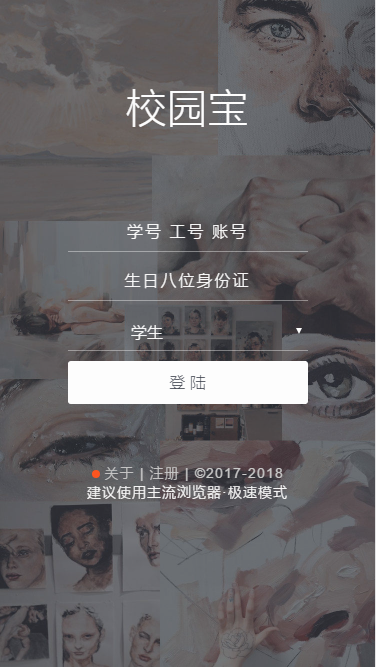 校园宝
学号 工号 账号
生日八位身份证
学生
登 陆
关于 | 注册 | ©2017-2018
建议使用主流浏览器·极速模式